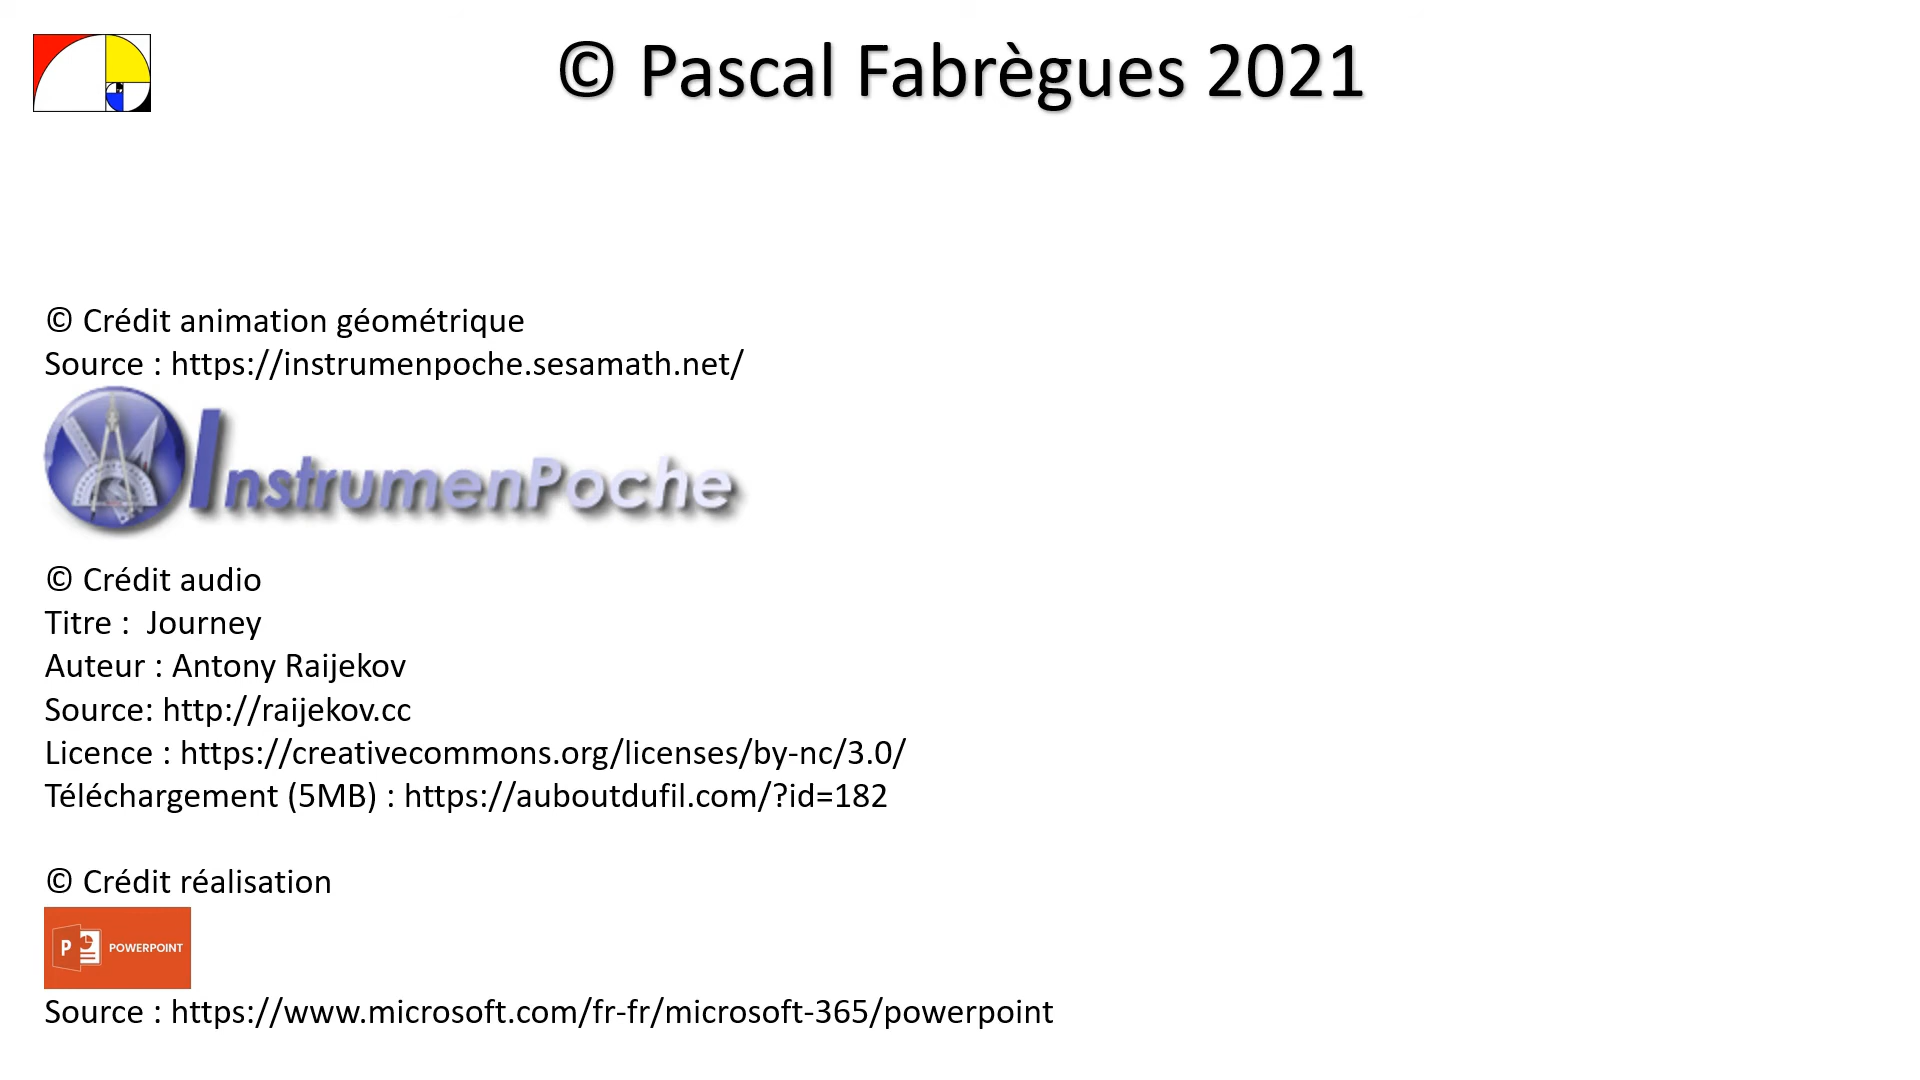 © Pascal Fabrègues 2021
© Crédit animation géométrique
Source : https://instrumenpoche.sesamath.net/
InstrumenPoche
© Crédit audio
Titre :  Journey
Auteur : Antony Raijekov
Source: http://raijekov.cc
Licence : https://creativecommons.org/licenses/by-nc/3.0/
Téléchargement (5MB) : https://auboutdufil.com/?id=182
© Crédit réalisation
P POWERPOINT
Source : https://www.microsoft.com/fr-fr/microsoft-365/powerpoint